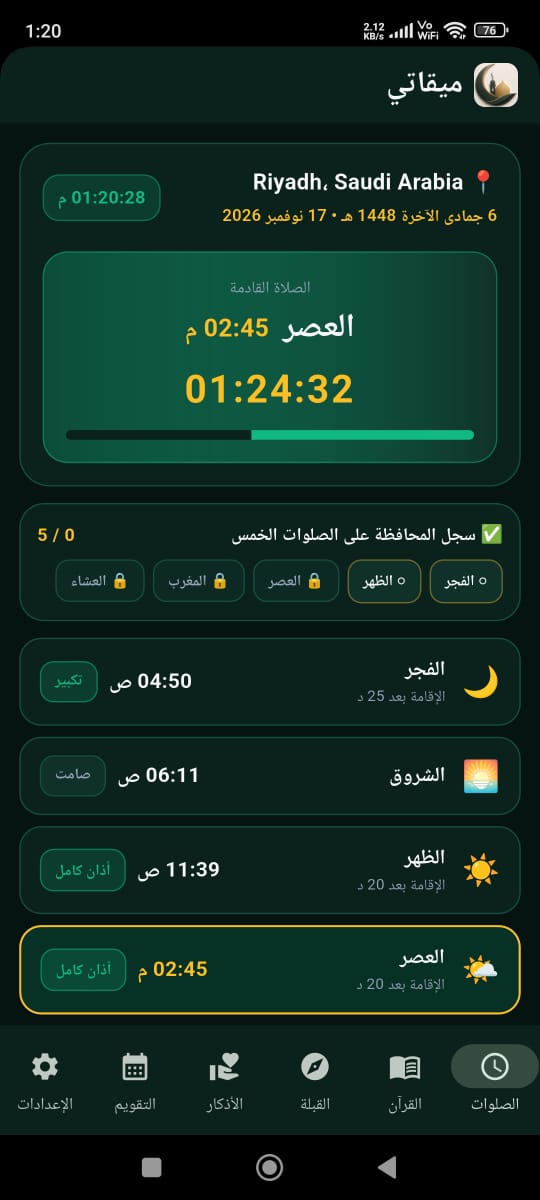 1:20
2.12 KB/s
Vo WiFi
76
ميقاتي
Riyadh، Saudi Arabia
6 جمادى الآخرة 1448 هـ • 17 نوفمبر 2026
01:20:28 م
الصلاة القادمة
العصر 02:45 م
01:24:32
سجل المحافظة على الصلوات الخمس
5 / 0
الفجر
الظهر
العصر
المغرب
العشاء
الفجر
الإقامة بعد 25 د
04:50 ص
تكبير
الشروق
06:11 ص
صامت
الظهر
الإقامة بعد 20 د
11:39 ص
أذان كامل
العصر
الإقامة بعد 20 د
02:45 م
أذان كامل
الصلوات
القرآن
القبلة
الأذكار
التقويم
الإعدادات